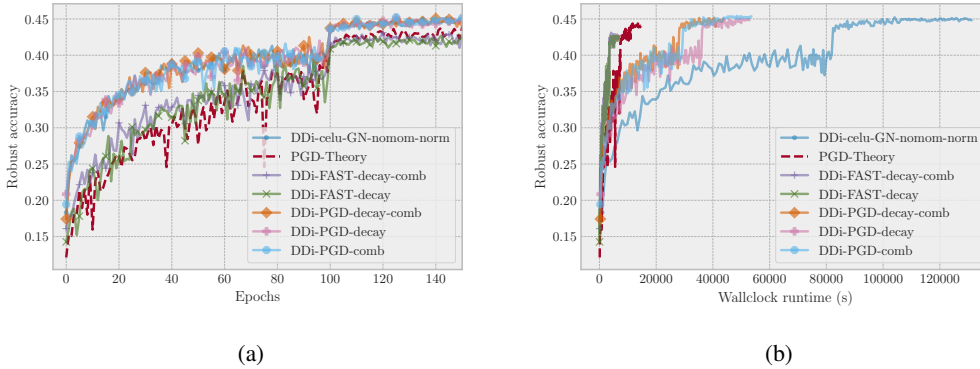 0.45
0.40
0.35
0.30
0.25
0.20
0.15
Robust accuracy
0
20
40
60
80
100
120
140
Epochs
DDi-celu-GN-nomom-norm
PGD-Theory
DDi-FAST-decay-comb
DDi-FAST-decay
DDi-PGD-decay-comb
DDi-PGD-decay
DDi-PGD-comb
(a)
0.45
0.40
0.35
0.30
0.25
0.20
0.15
Robust accuracy
0
20000
40000
60000
80000
100000
120000
Wallclock runtime (s)
DDi-celu-GN-nomom-norm
PGD-Theory
DDi-FAST-decay-comb
DDi-FAST-decay
DDi-PGD-decay-comb
DDi-PGD-decay
DDi-PGD-comb
(b)